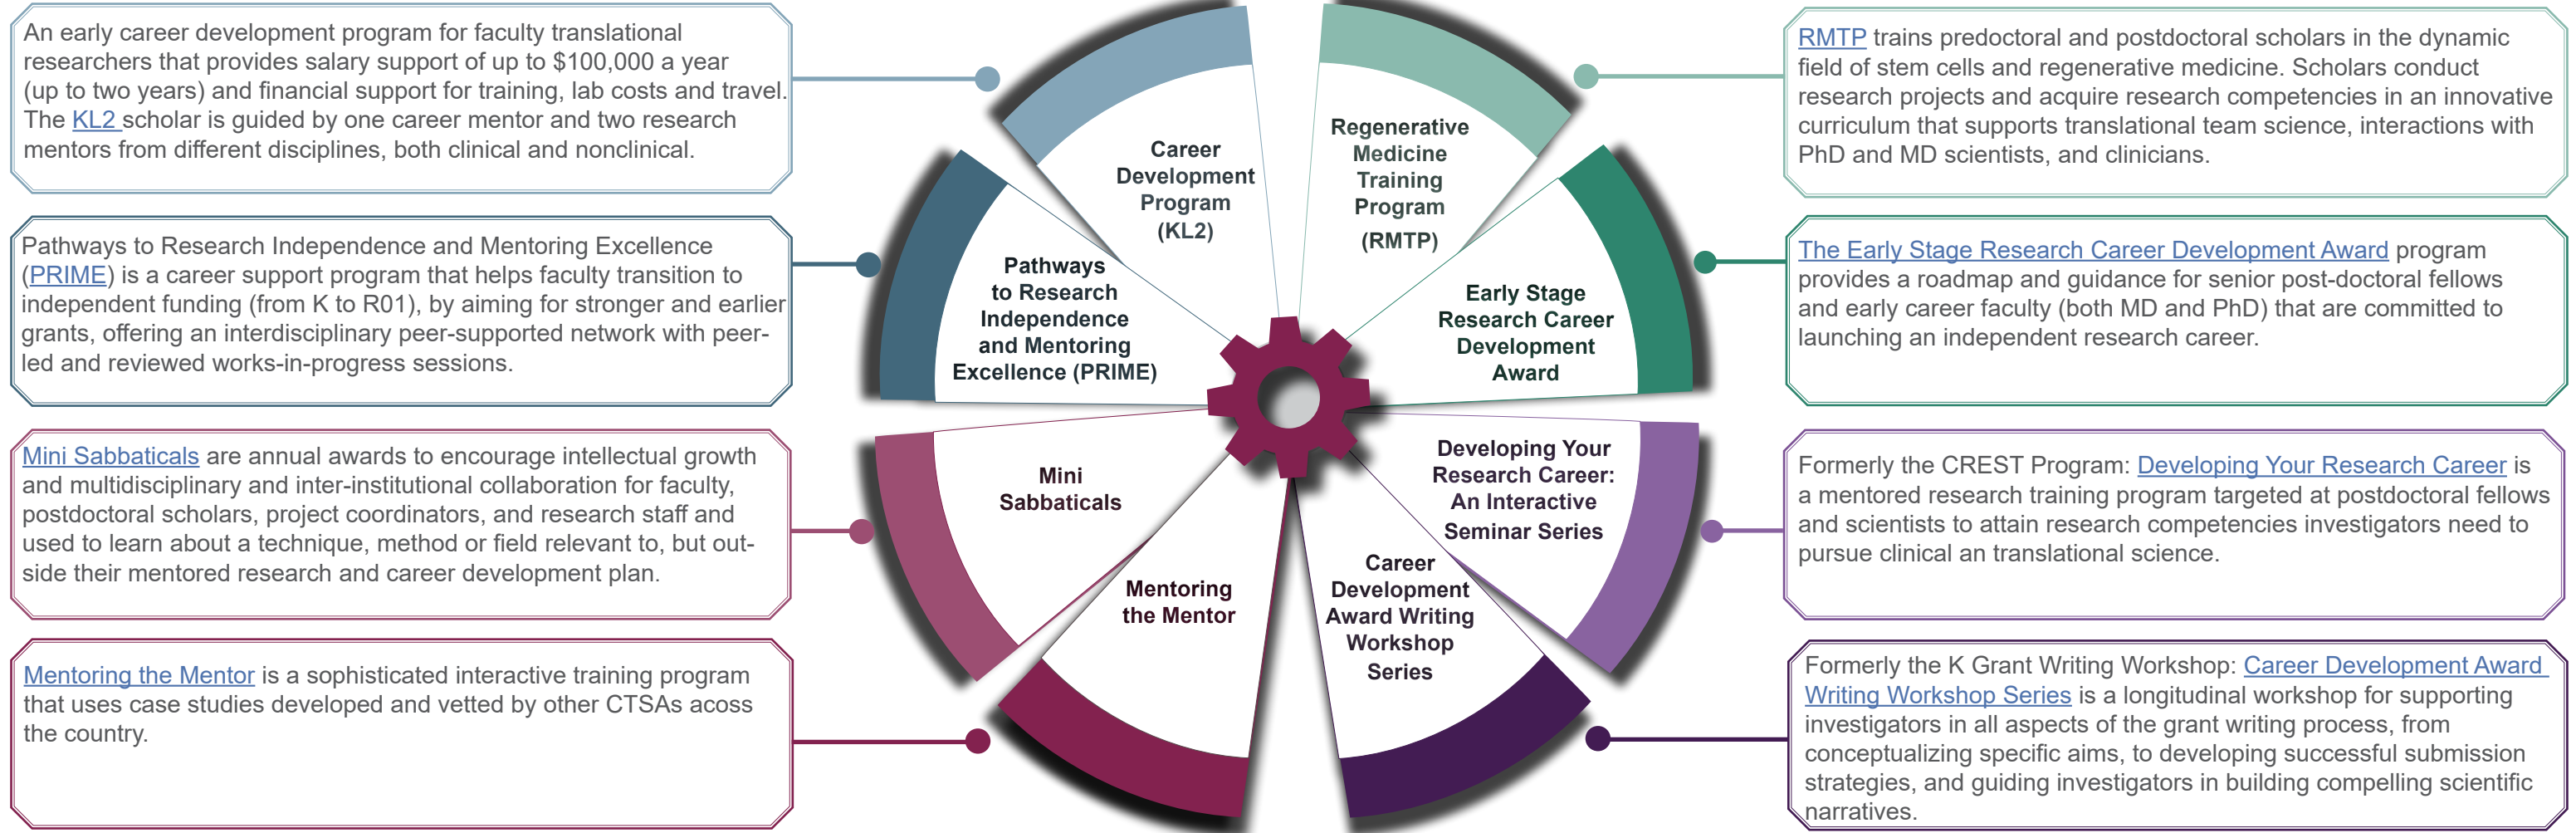 An early career development program for faculty translational
researchers that provides salary support of up to $100,000 a year
(up to two years) and financial support for training, lab costs and travel.
The KL2 scholar is guided by one career mentor and two research
mentors from different disciplines, both clinical and nonclinical.
Pathways to Research Independence and Mentoring Excellence
(PRIME) is a career support program that helps faculty transition to
independent funding (from K to R01), by aiming for stronger and earlier
grants, offering an interdisciplinary peer-supported network with peer-
led and reviewed works-in-progress sessions.
Mini Sabbaticals are annual awards to encourage intellectual growth
and multidisciplinary and inter-institutional collaboration for faculty,
postdoctoral scholars, project coordinators, and research staff and
used to learn about a technique, method or field relevant to, but out-
side their mentored research and career development plan.
Mentoring the Mentor is a sophisticated interactive training program
that uses case studies developed and vetted by other CTSAs acoss
the country.
Career
Development
Program
(KL2)
Pathways
to Research
Independence
and Mentoring
Excellence (PRIME)
Mini
Sabbaticals
Mentoring
the Mentor
Regenerative
Medicine
Training
Program
(RMTP)
Early Stage
Research Career
Development
Award
Developing Your
Research Career:
An Interactive
Seminar Series
Career
Development
Award Writing
Workshop
Series
RMTP trains predoctoral and postdoctoral scholars in the dynamic
field of stem cells and regenerative medicine. Scholars conduct
research projects and acquire research competencies in an innovative
curriculum that supports translational team science, interactions with
PhD and MD scientists, and clinicians.
The Early Stage Research Career Development Award program
provides a roadmap and guidance for senior post-doctoral fellows
and early career faculty (both MD and PhD) that are committed to
launching an independent research career.
Formerly the CREST Program: Developing Your Research Career is
a mentored research training program targeted at postdoctoral fellows
and scientists to attain research competencies investigators need to
pursue clinical an translational science.
Formerly the K Grant Writing Workshop: Career Development Award
Writing Workshop Series is a longitudinal workshop for supporting
investigators in all aspects of the grant writing process, from
conceptualizing specific aims, to developing successful submission
strategies, and guiding investigators in building compelling scientific
narratives.